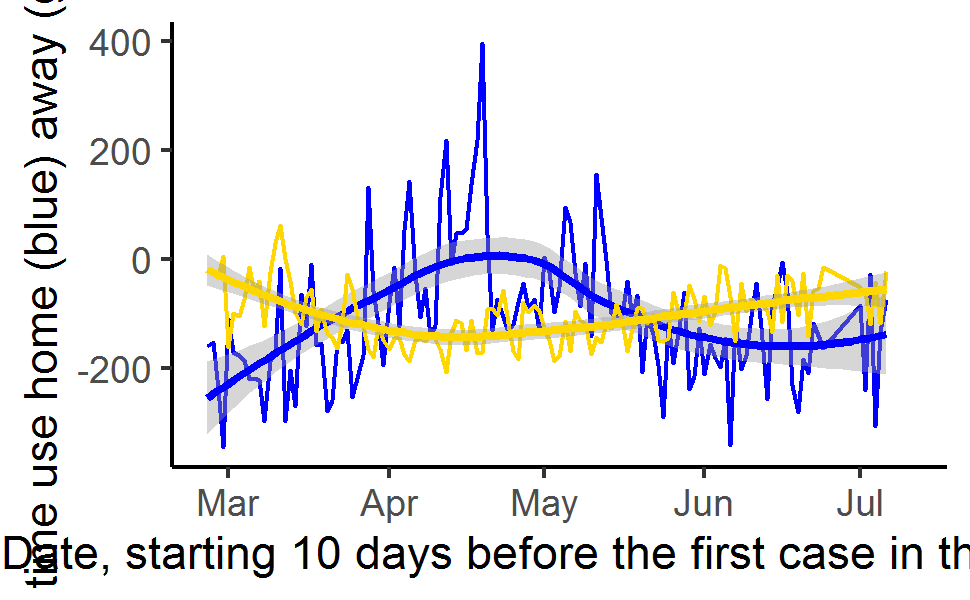 time use home (blue) away (
400
200
0
-200
Mar Apr May Jun Jul
Date, starting 10 days before the first case in th